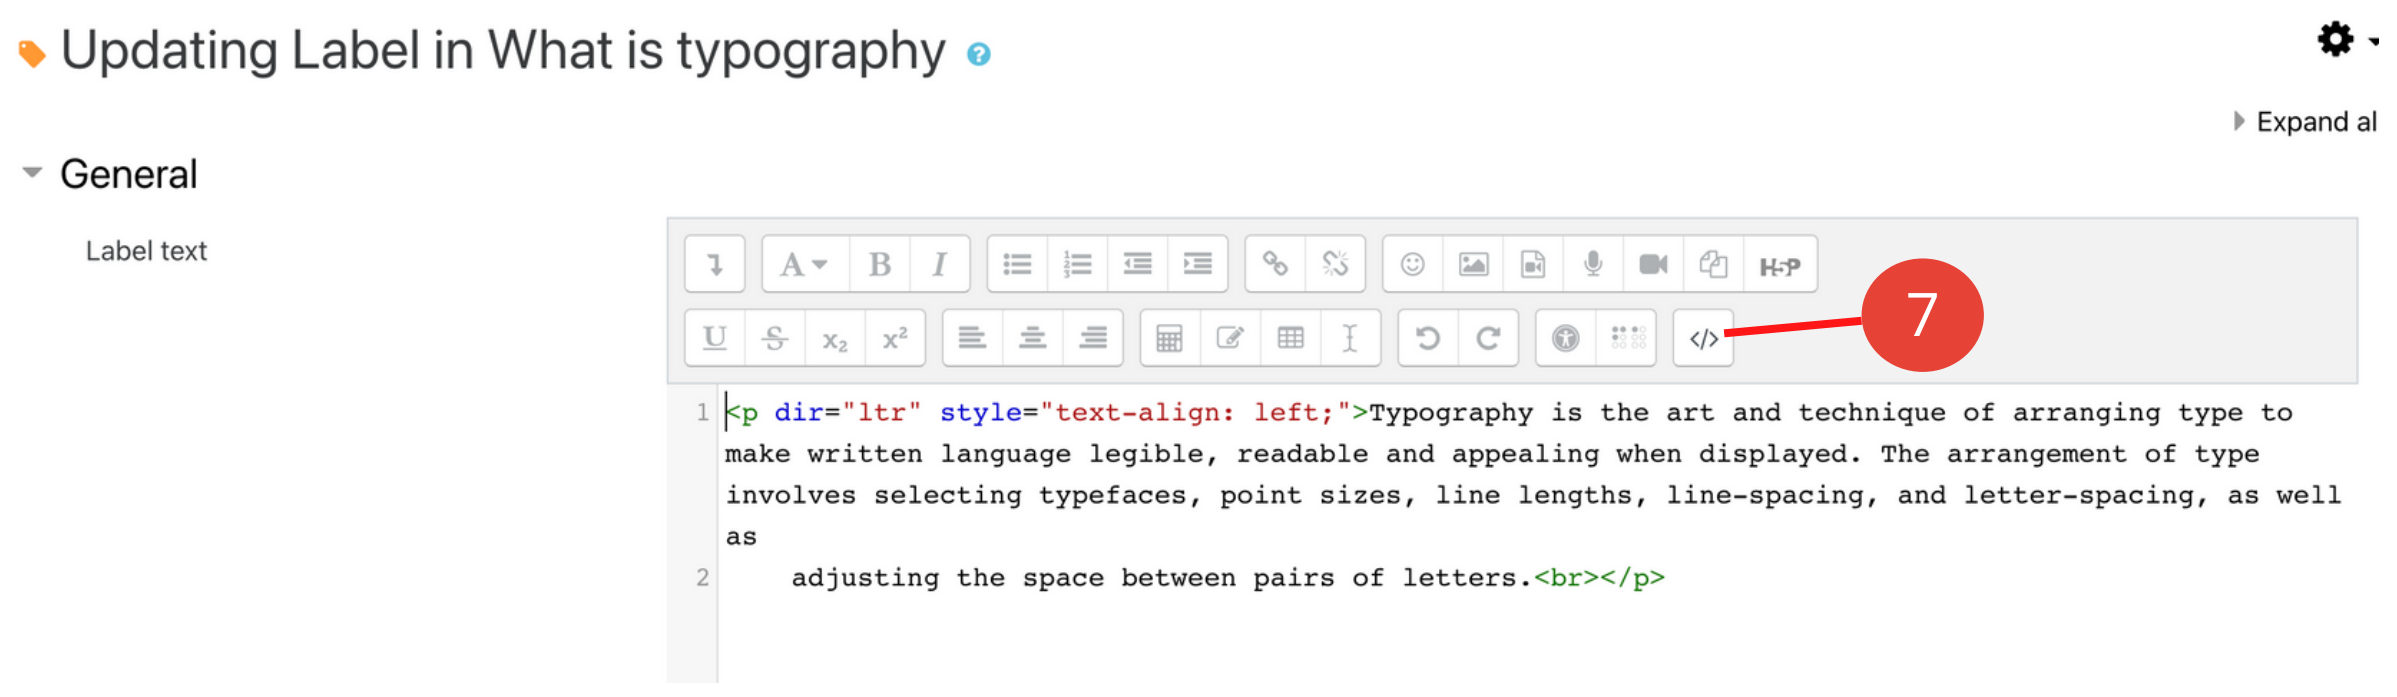 Updating Label in What is typography ?
Expand al
General
Label text
A B I H5P
U S x₂ x² </> 7
1 <p dir="ltr" style="text-align: left;">Typography is the art and technique of arranging type to
make written language legible, readable and appealing when displayed. The arrangement of type
involves selecting typefaces, point sizes, line lengths, line-spacing, and letter-spacing, as well
as
2 adjusting the space between pairs of letters.<br></p>